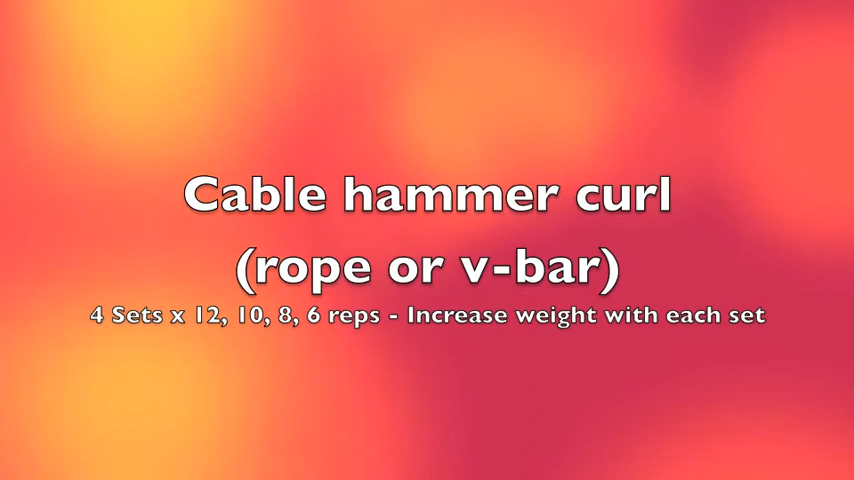 Cable hammer curl
(rope or v-bar)
4 Sets x 12, 10, 8, 6 reps - Increase weight with each set